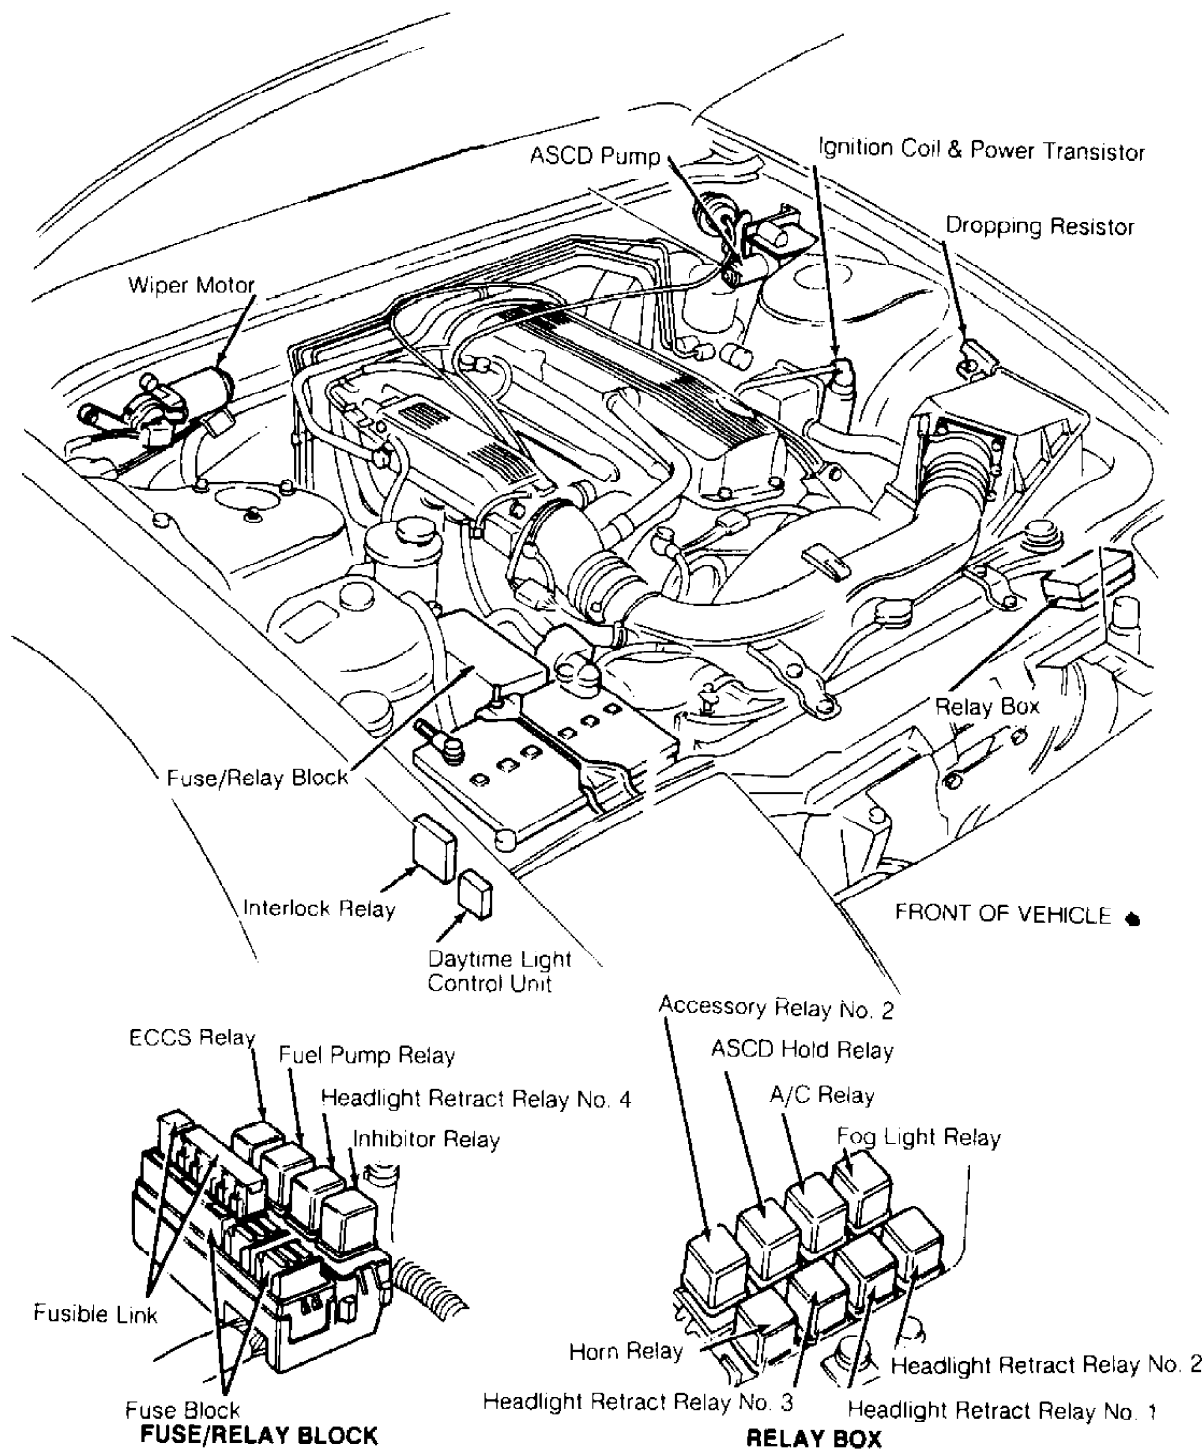 ASCD Pump
Ignition Coil & Power Transistor
Dropping Resistor
Wiper Motor
Relay Box
Fuse/Relay Block
Interlock Relay
FRONT OF VEHICLE
Daytime Light
Control Unit
ECCS Relay
Fuel Pump Relay
Headlight Retract Relay No. 4
Inhibitor Relay
Fusible Link
Fuse Block
FUSE/RELAY BLOCK
Accessory Relay No. 2
ASCD Hold Relay
A/C Relay
Fog Light Relay
Horn Relay
Headlight Retract Relay No. 2
Headlight Retract Relay No. 3
Headlight Retract Relay No. 1
RELAY BOX